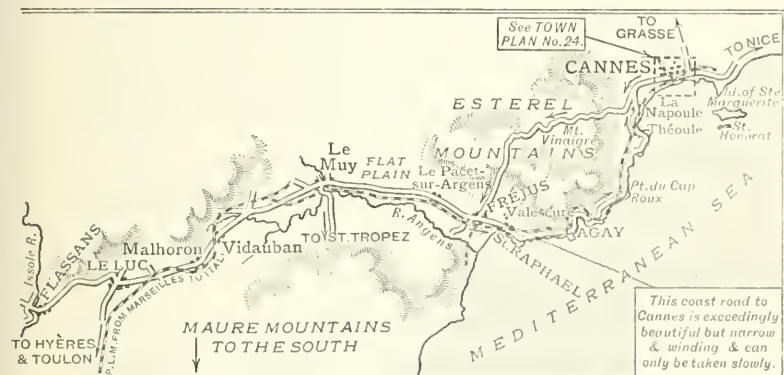 See TOWN
PLAN No.24.
TO
GRASSE
TO NICE
CANNES
Id. of Ste
Marguerite
St.
Honorat
La
Napoule
Théoule
ESTEREL
Mt.
Vinaigre
MOUNTAINS
Le
Muy
FLAT
PLAIN
Le Pacet-
sur-Argens
FRÉJUS
Valescure
Pt. du Cap
Roux
AGAY
ST. RAPHAEL
R. Argens
TO ST. TROPEZ
Malhoron
Vidauban
LE LUC
FLASSANS
L. Issole R.
P.L.M. FROM MARSEILLES TO ITALY
TO HYÈRES
& TOULON
MAURE MOUNTAINS
TO THE SOUTH
MEDITERRANEAN SEA
This coast road to
Cannes is exceedingly
beautiful but narrow
& winding & can
only be taken slowly.